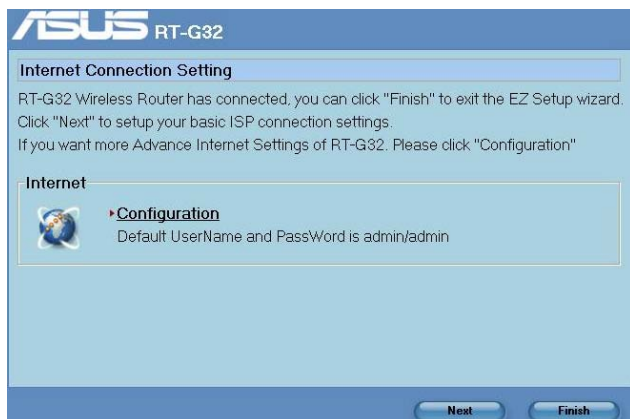 ASUS RT-G32
Internet Connection Setting
RT-G32 Wireless Router has connected, you can click "Finish" to exit the EZ Setup wizard.
Click "Next" to setup your basic ISP connection settings.
If you want more Advance Internet Settings of RT-G32. Please click "Configuration"
Internet
Configuration
Default UserName and PassWord is admin/admin
Next Finish